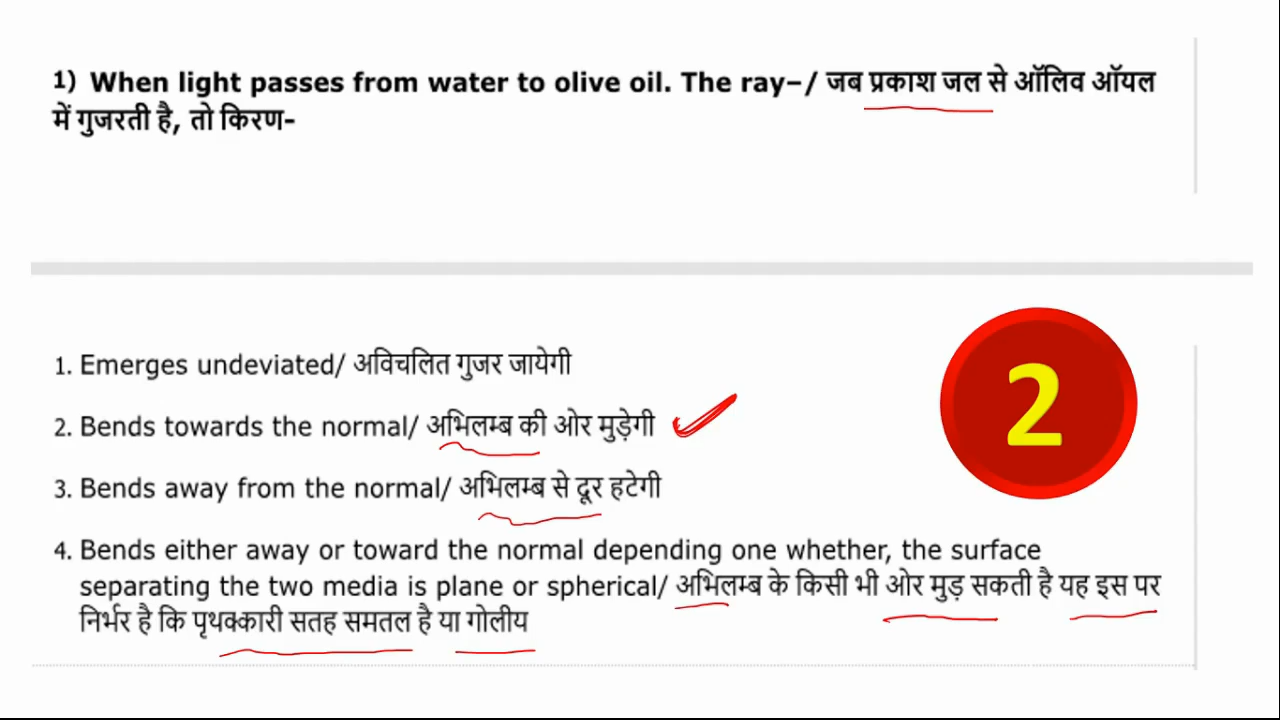 1) When light passes from water to olive oil. The ray–/ जब प्रकाश जल से ऑलिव ऑयल
में गुजरती है, तो किरण-
1. Emerges undeviated/ अविचलित गुजर जायेगी
2. Bends towards the normal/ अभिलम्ब की ओर मुड़ेगी
2
3. Bends away from the normal/ अभिलम्ब से दूर हटेगी
4. Bends either away or toward the normal depending one whether, the surface
separating the two media is plane or spherical/ अभिलम्ब के किसी भी ओर मुड़ सकती है यह इस पर
निर्भर है कि पृथक्कारी सतह समतल है या गोलीय